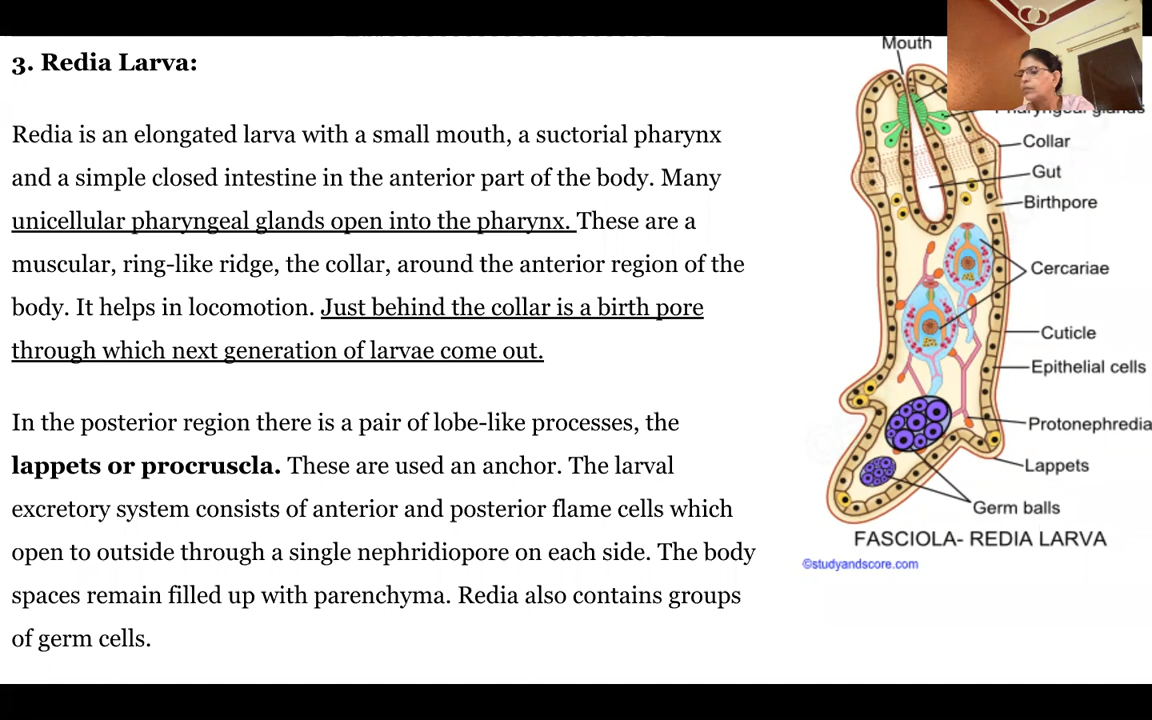 3. Redia Larva:
Redia is an elongated larva with a small mouth, a suctorial pharynx
and a simple closed intestine in the anterior part of the body. Many
unicellular pharyngeal glands open into the pharynx. These are a
muscular, ring-like ridge, the collar, around the anterior region of the
body. It helps in locomotion. Just behind the collar is a birth pore
through which next generation of larvae come out.
In the posterior region there is a pair of lobe-like processes, the
lappets or procruscla. These are used an anchor. The larval
excretory system consists of anterior and posterior flame cells which
open to outside through a single nephridiopore on each side. The body
spaces remain filled up with parenchyma. Redia also contains groups
of germ cells.
Mouth
Pharyngeal glands
Collar
Gut
Birthpore
Cercariae
Cuticle
Epithelial cells
Protonephredia
Lappets
Germ balls
FASCIOLA- REDIA LARVA
©studyandscore.com